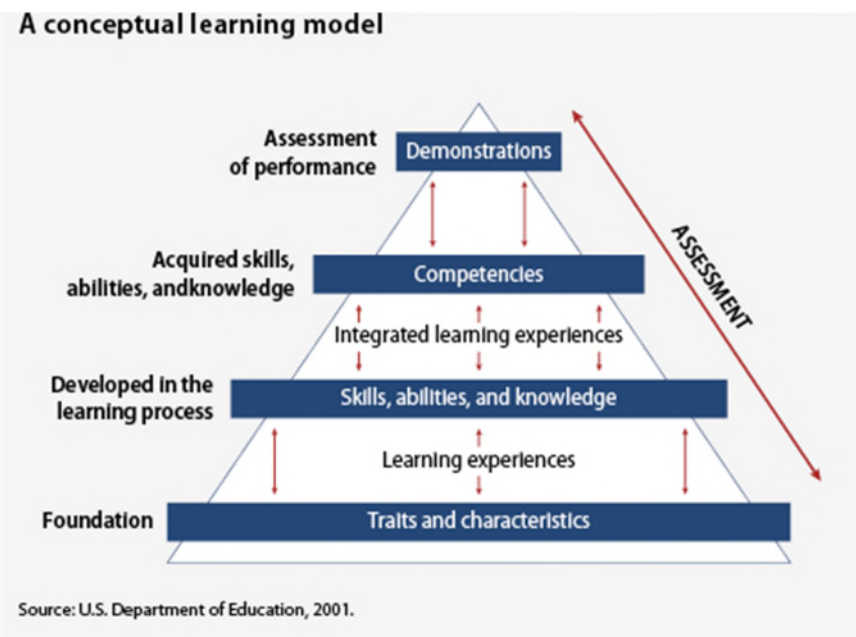 A conceptual learning model
Assessment
of performance
Demonstrations
ASSESSMENT
Acquired skills,
abilities, andknowledge
Competencies
Integrated learning experiences
Developed in the
learning process
Skills, abilities, and knowledge
Learning experiences
Foundation
Traits and characteristics
Source: U.S. Department of Education, 2001.